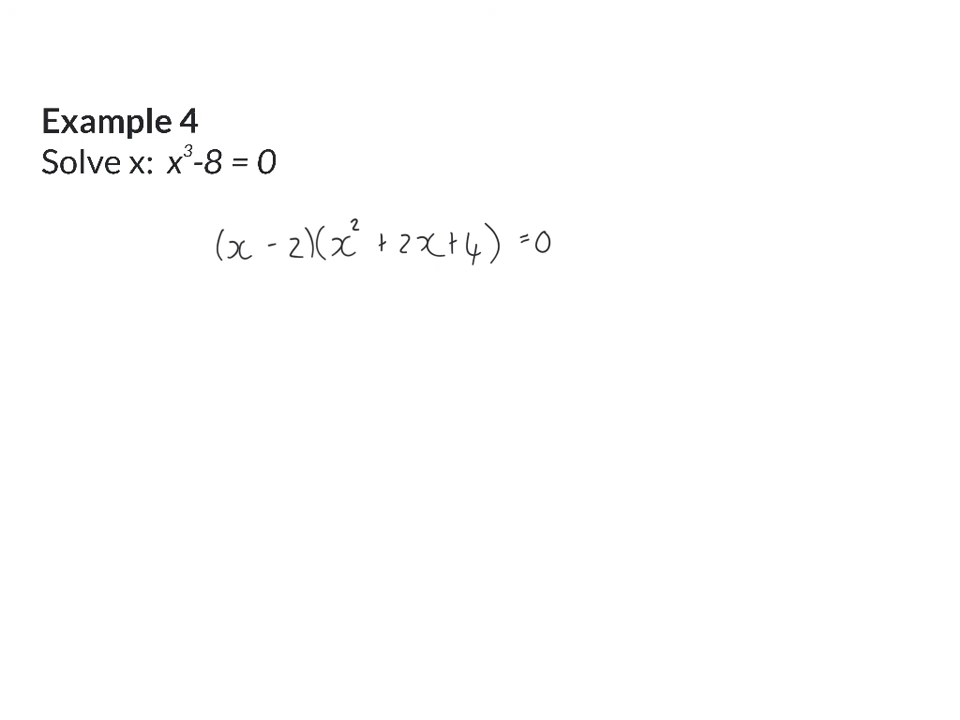 Example 4
Solve x: x³-8 = 0
(x - 2)(x² + 2x+4) =0